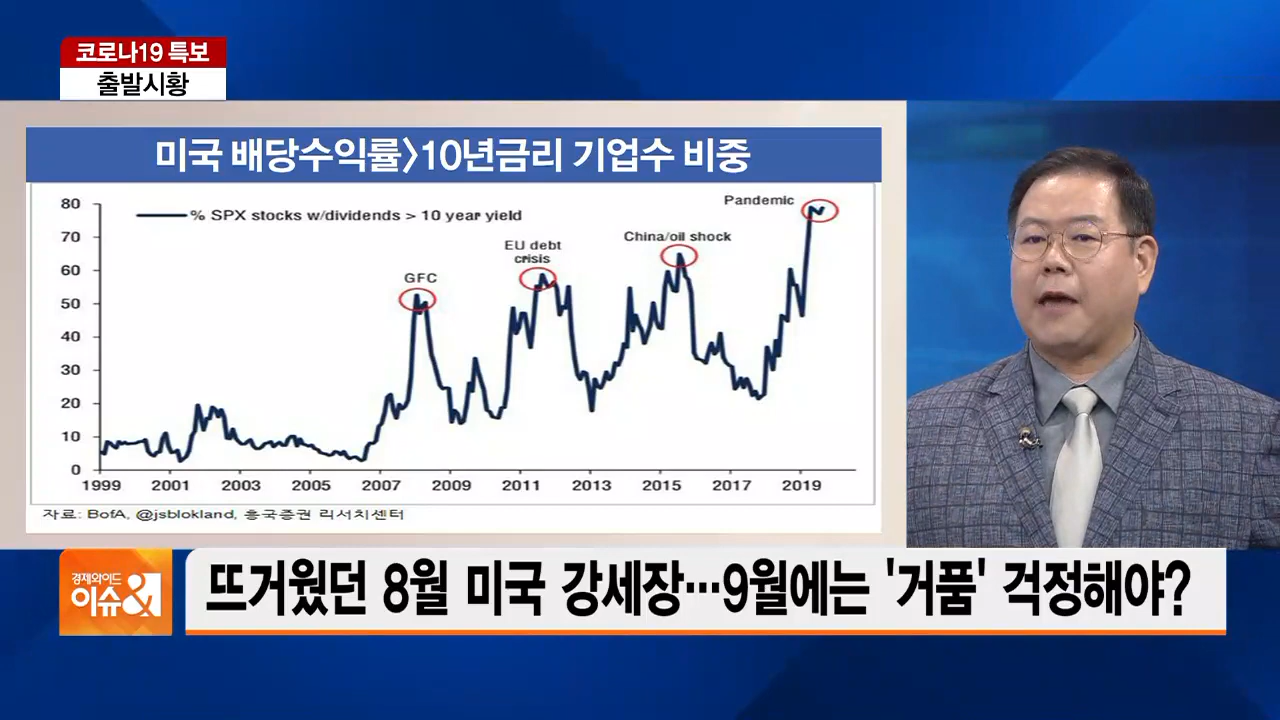 코로나19 특보
출발시황
미국 배당수익률>10년금리 기업수 비중
% SPX stocks w/dividends > 10 year yield
Pandemic
China/oil shock
EU debt
crisis
GFC
80
70
60
50
40
30
20
10
0
1999 2001 2003 2005 2007 2009 2011 2013 2015 2017 2019
자료: BofA, @jsblokland, 흥국증권 리서치센터
경제와이드
이슈&
뜨거웠던 8월 미국 강세장…9월에는 '거품' 걱정해야?